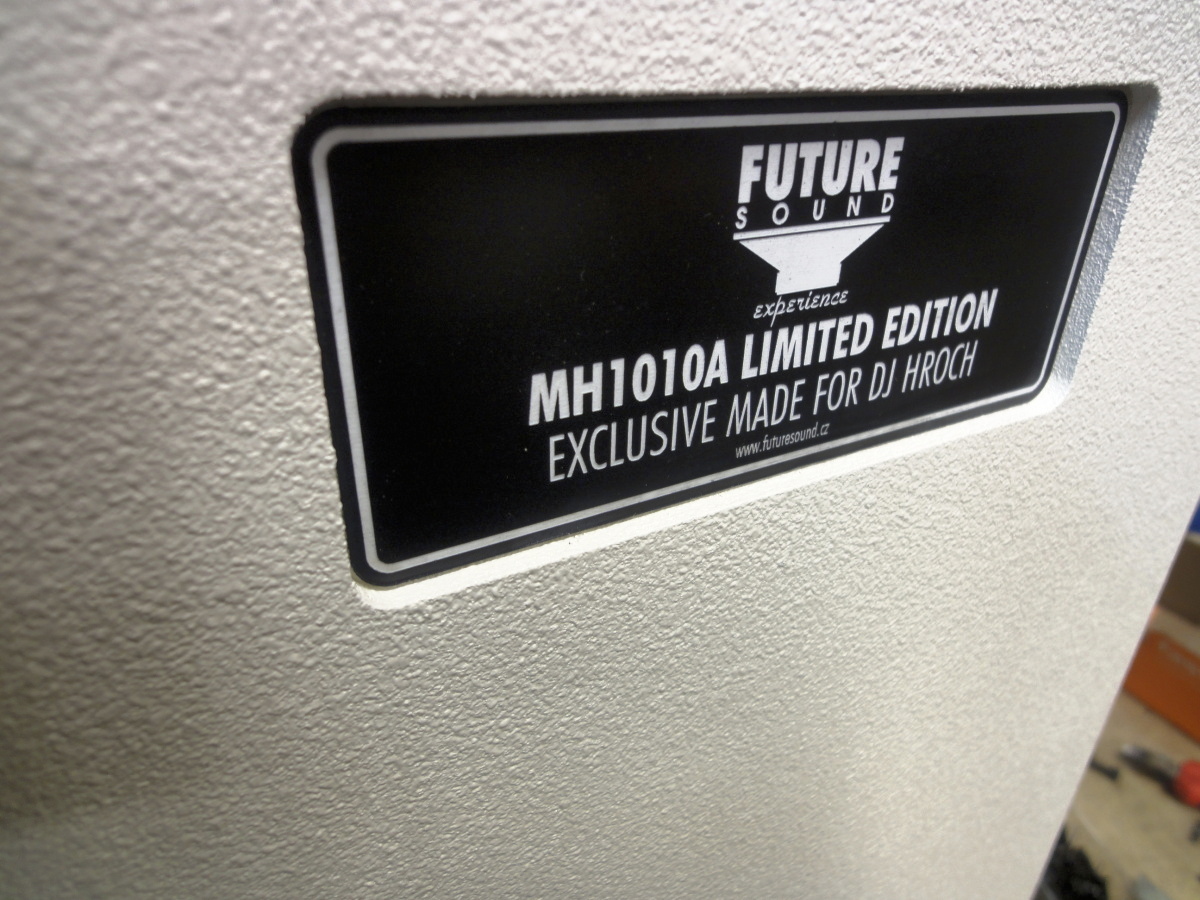 FUTURE
SOUND
experience
MH1010A LIMITED EDITION
EXCLUSIVE MADE FOR DJ HROCH
www.futuresound.cz